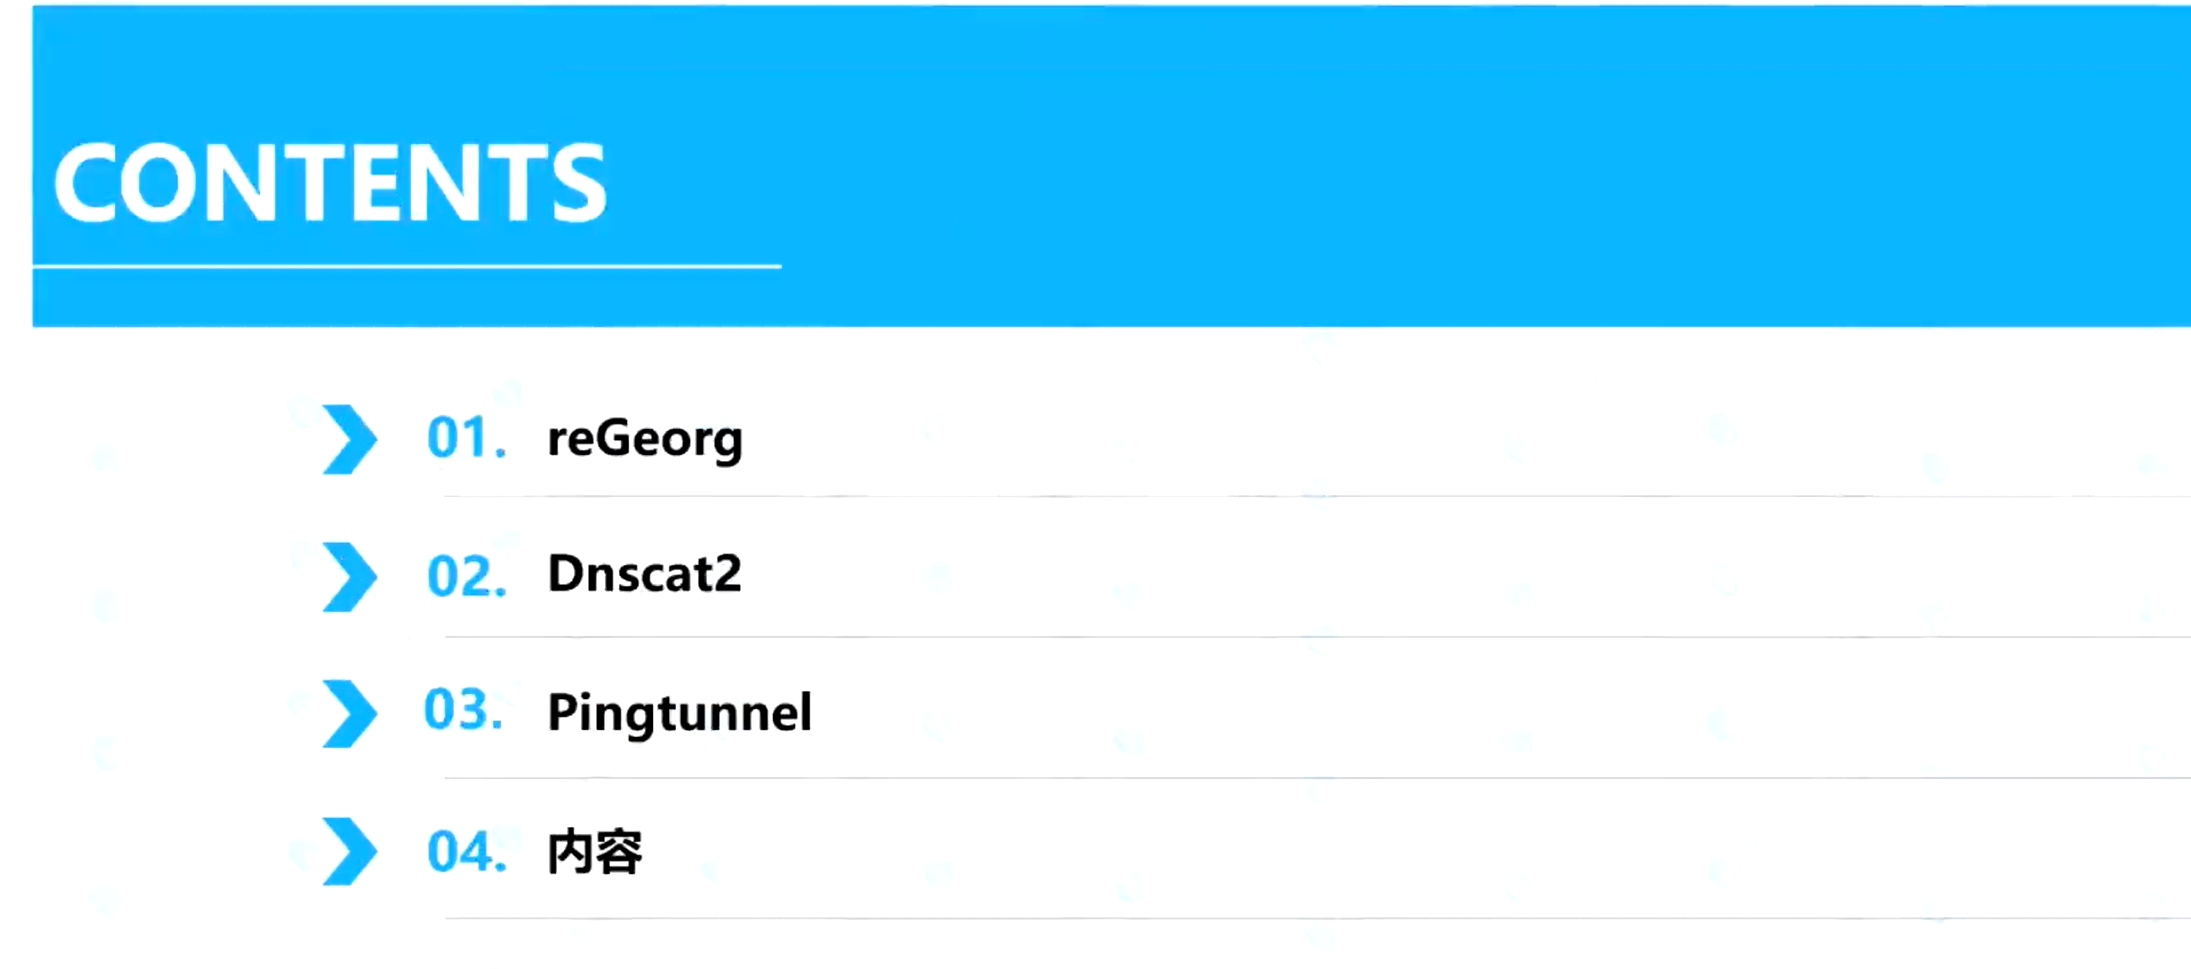 CONTENTS
01. reGeorg
02. Dnscat2
03. Pingtunnel
04. 内容